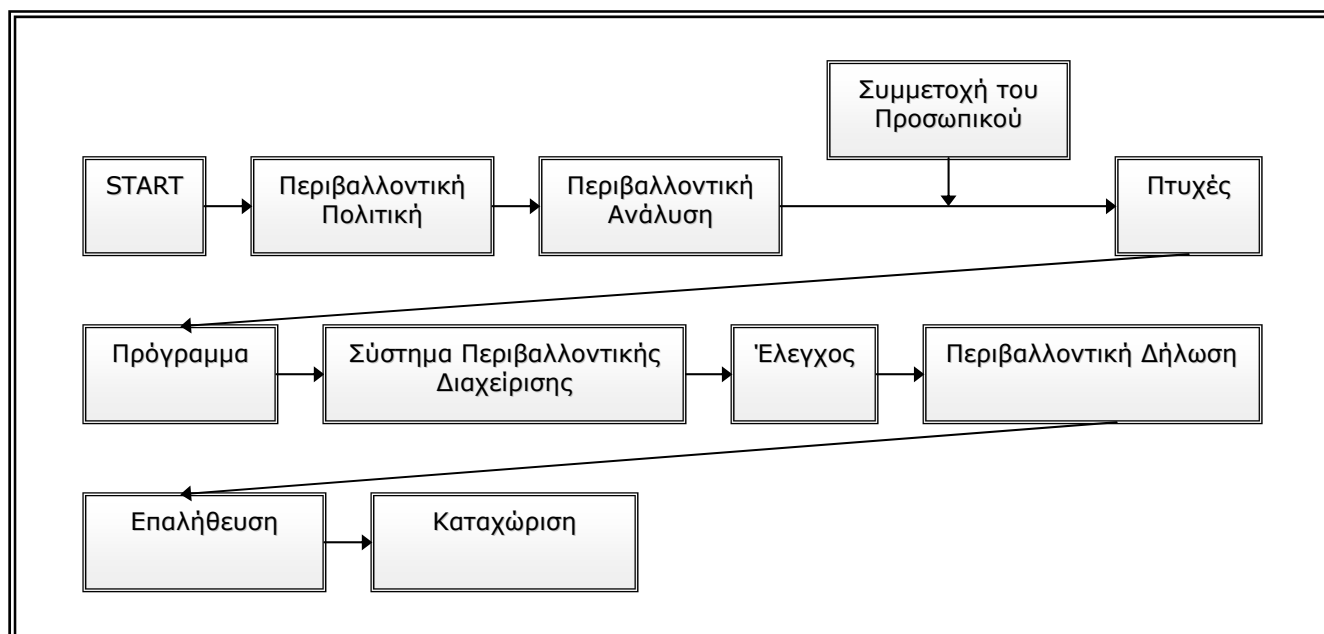 Συμμετοχή του
Προσωπικού
START
Περιβαλλοντική
Πολιτική
Περιβαλλοντική
Ανάλυση
Πτυχές
Πρόγραμμα
Σύστημα Περιβαλλοντικής
Διαχείρισης
Έλεγχος
Περιβαλλοντική Δήλωση
Επαλήθευση
Καταχώριση